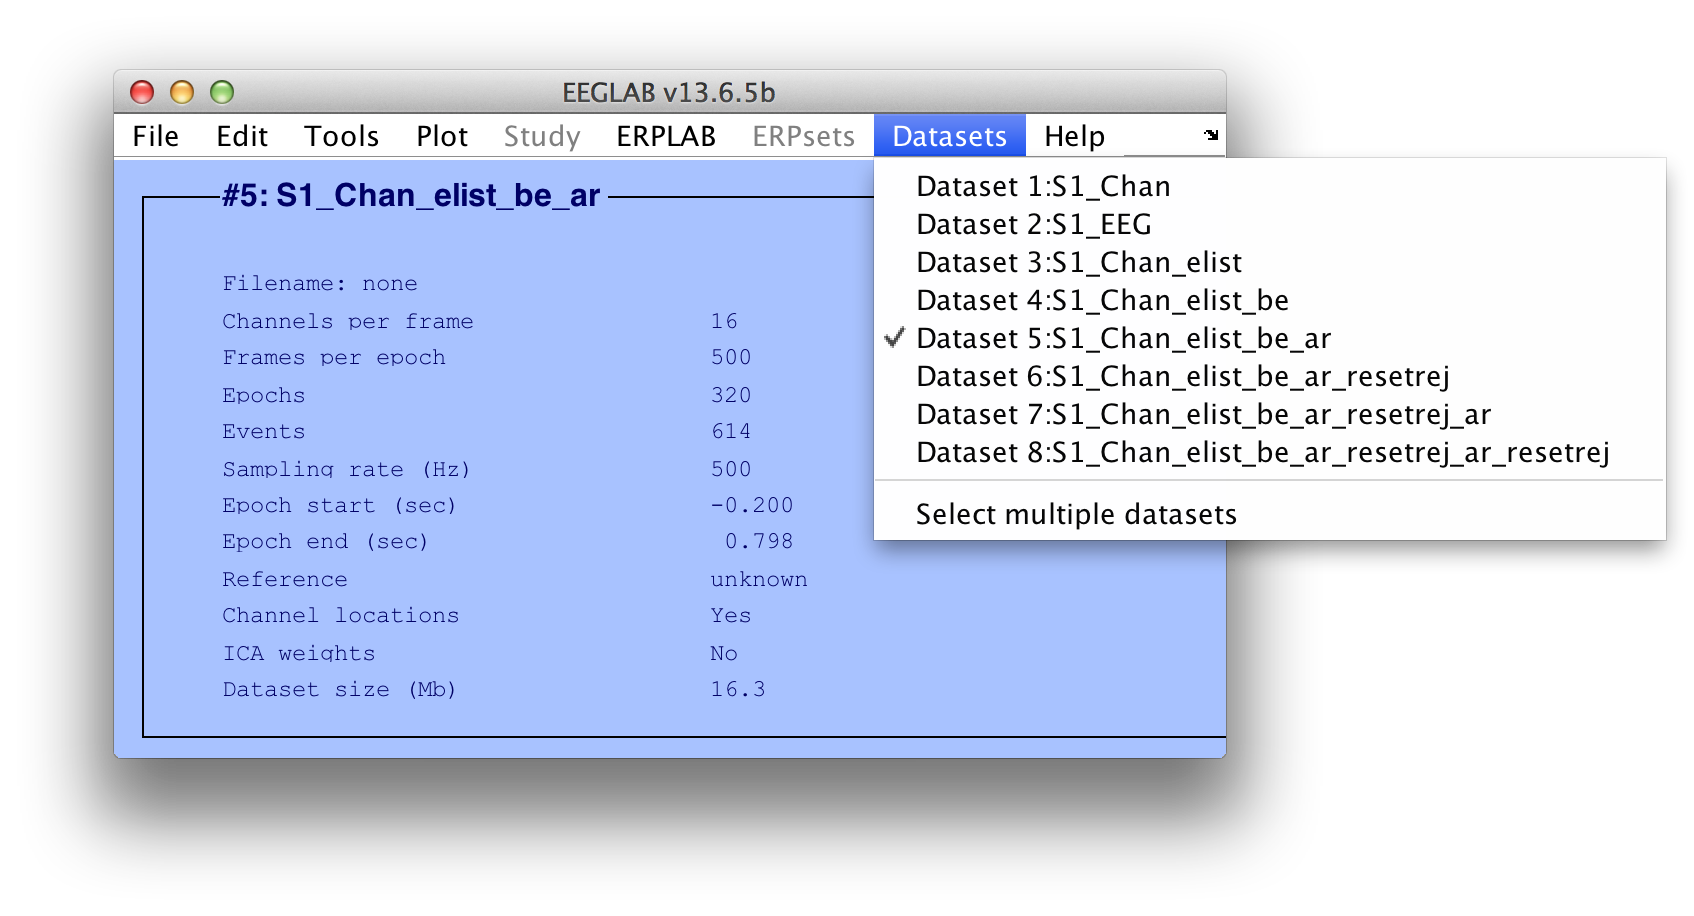 EEGLAB v13.6.5b
File Edit Tools Plot Study ERPLAB ERPsets Datasets Help
#5: S1_Chan_elist_be_ar
Filename: none
Channels per frame 16
Frames per epoch 500
Epochs 320
Events 614
Sampling rate (Hz) 500
Epoch start (sec) -0.200
Epoch end (sec) 0.798
Reference unknown
Channel locations Yes
ICA weights No
Dataset size (Mb) 16.3
Dataset 1:S1_Chan
Dataset 2:S1_EEG
Dataset 3:S1_Chan_elist
Dataset 4:S1_Chan_elist_be
Dataset 5:S1_Chan_elist_be_ar
Dataset 6:S1_Chan_elist_be_ar_resetrej
Dataset 7:S1_Chan_elist_be_ar_resetrej_ar
Dataset 8:S1_Chan_elist_be_ar_resetrej_ar_resetrej
Select multiple datasets